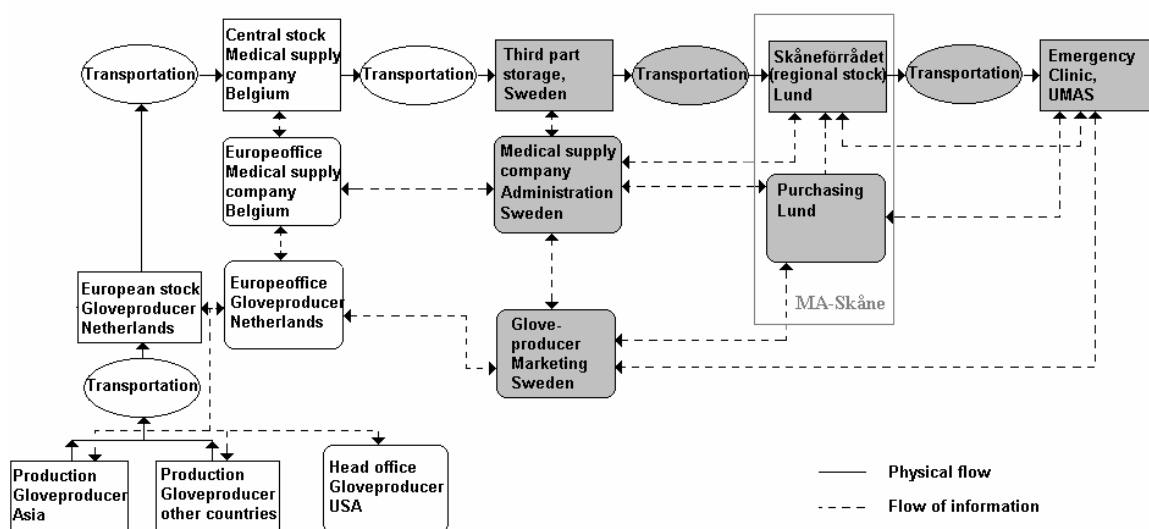 Transportation
Central stock
Medical supply
company
Belgium
Transportation
Third part
storage,
Sweden
Transportation
Skåneförrådet
(regional stock)
Lund
Transportation
Emergency
Clinic,
UMAS
Europeoffice
Medical supply
company
Belgium
Medical supply
company
Administration
Sweden
Purchasing
Lund
MA-Skåne
European stock
Gloveproducer
Netherlands
Europeoffice
Gloveproducer
Netherlands
Glove-
producer
Marketing
Sweden
Transportation
Production
Gloveproducer
Asia
Production
Gloveproducer
other countries
Head office
Gloveproducer
USA
Physical flow
Flow of information